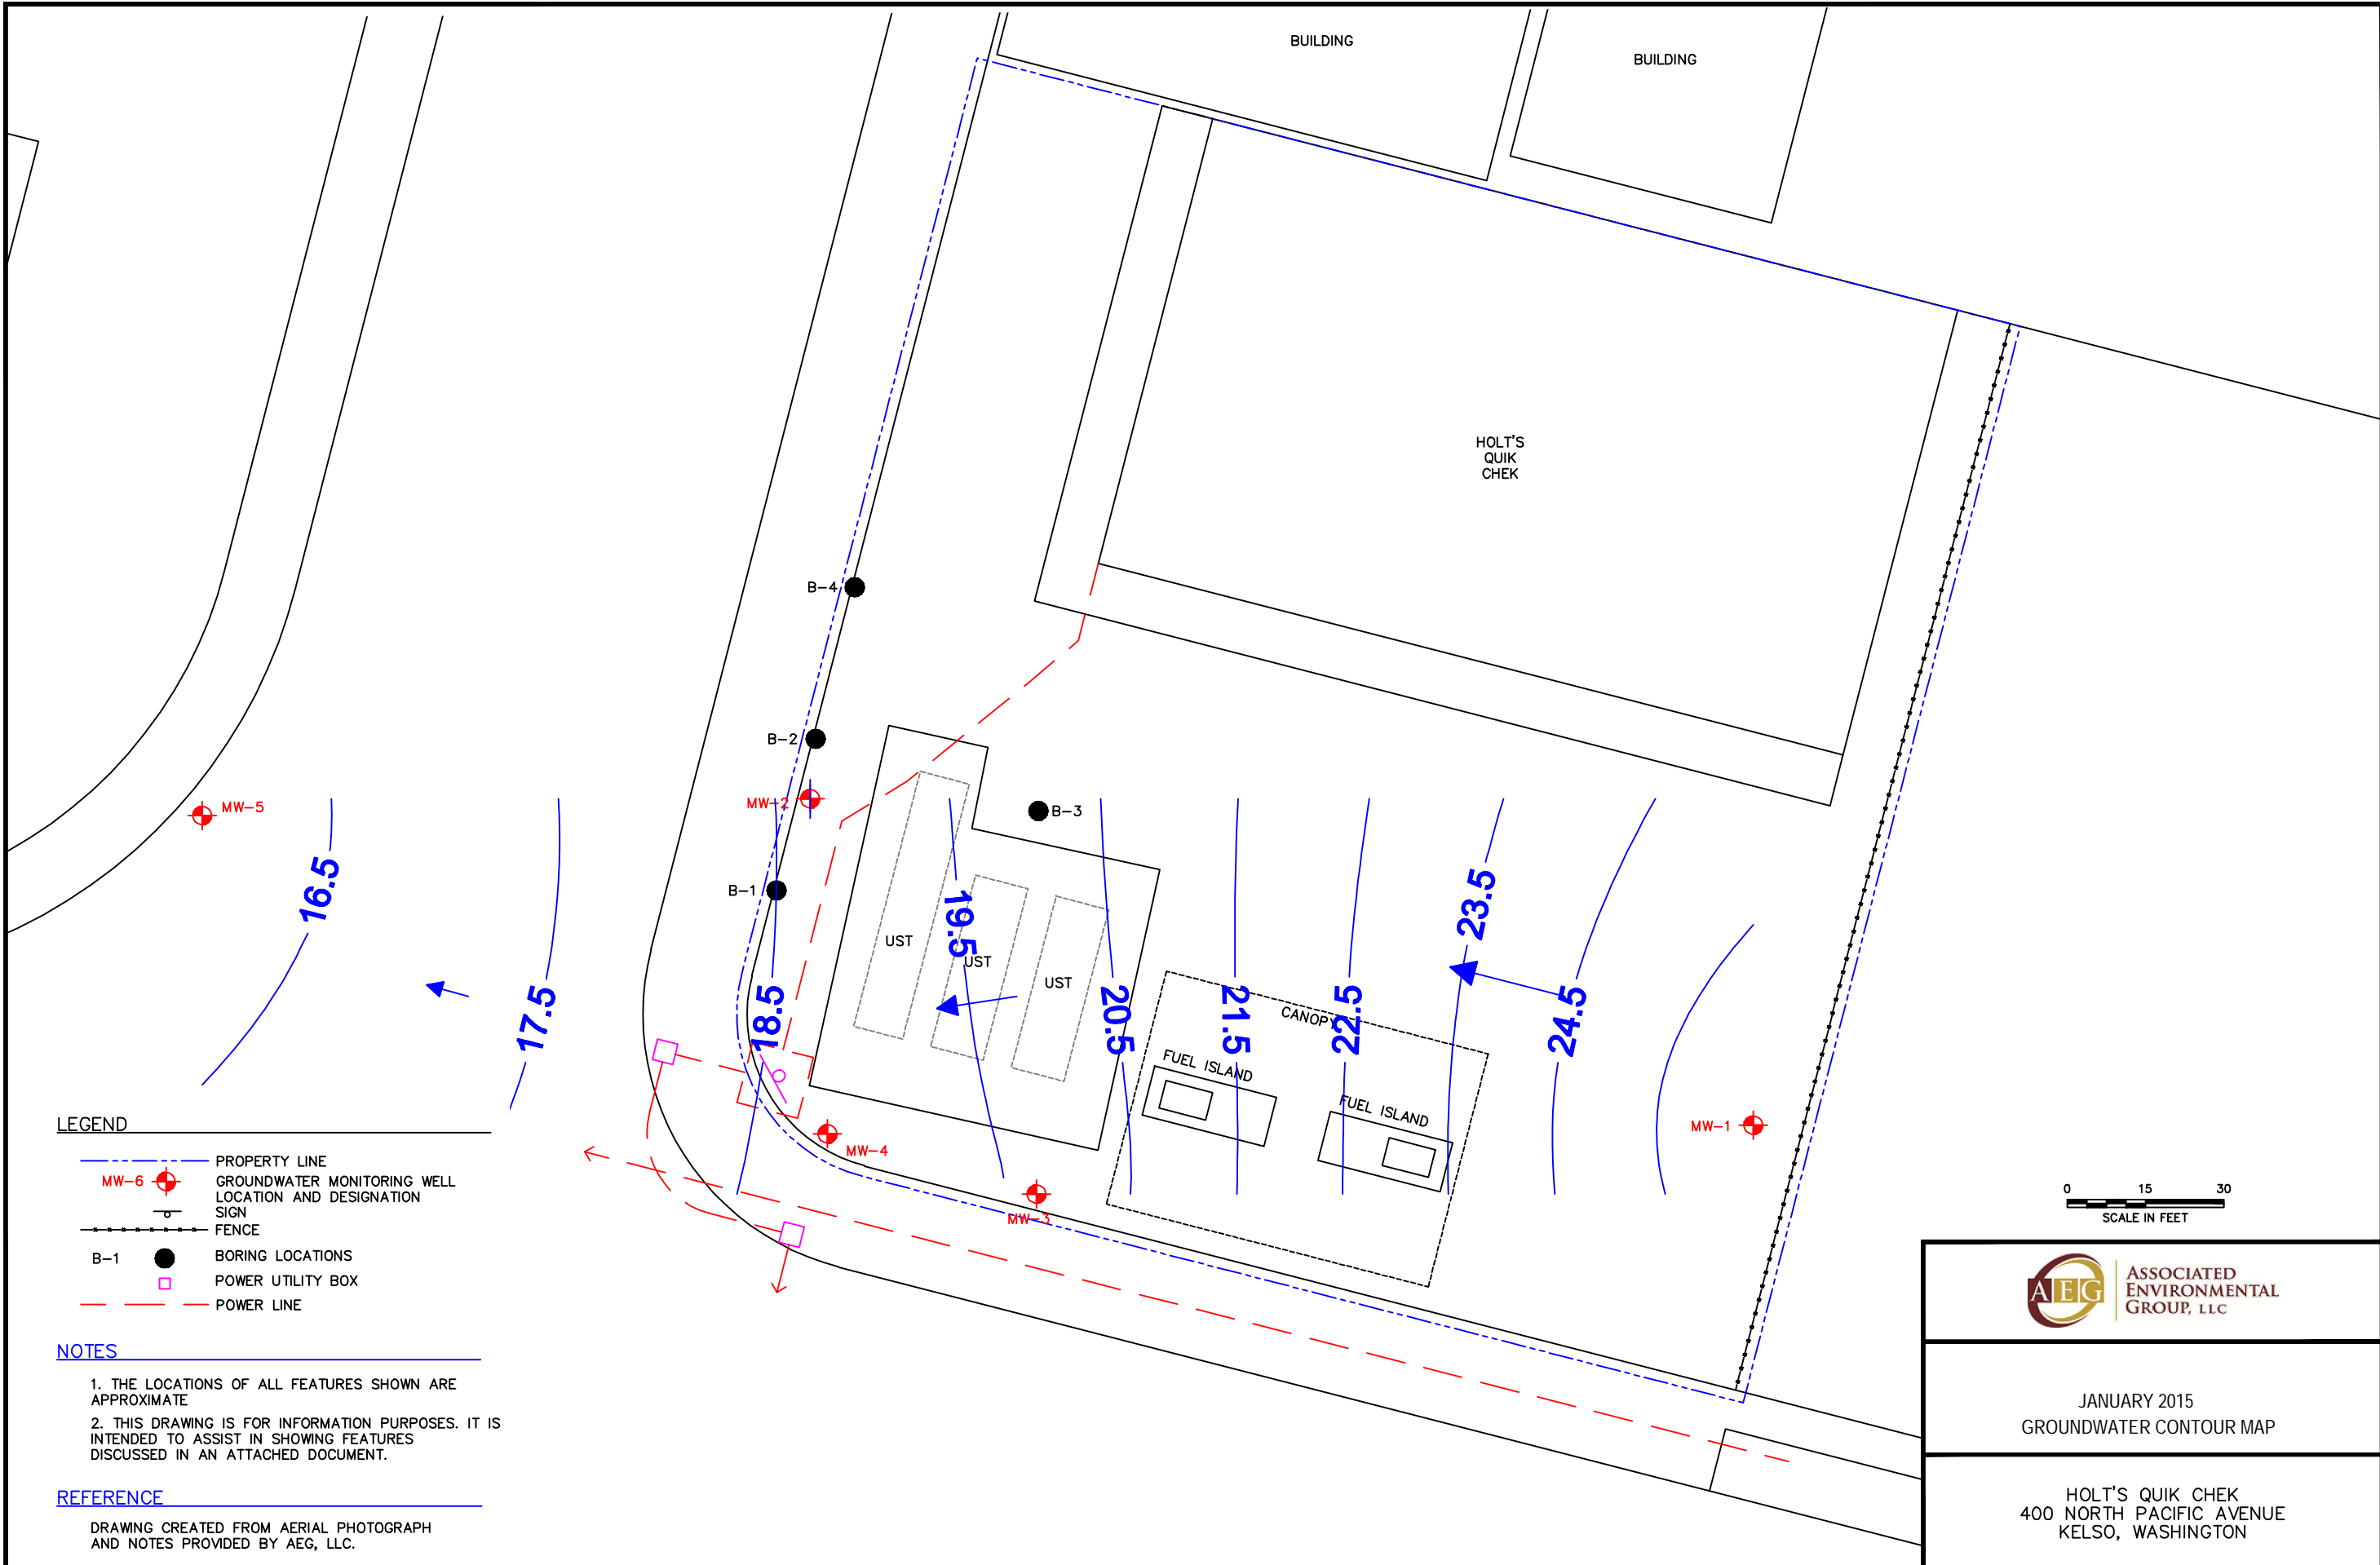 BUILDING
BUILDING
HOLT'S
QUIK
CHEK
B-4
B-2
MW-2
B-3
B-1
MW-5
16.5
17.5
18.5
19.5
20.5
21.5
22.5
23.5
24.5
UST
UST
UST
CANOPY
FUEL ISLAND
FUEL ISLAND
MW-1
MW-4
MW-3
LEGEND
PROPERTY LINE
MW-6
GROUNDWATER MONITORING WELL
LOCATION AND DESIGNATION
SIGN
FENCE
B-1
BORING LOCATIONS
POWER UTILITY BOX
POWER LINE
NOTES
1. THE LOCATIONS OF ALL FEATURES SHOWN ARE
APPROXIMATE
2. THIS DRAWING IS FOR INFORMATION PURPOSES. IT IS
INTENDED TO ASSIST IN SHOWING FEATURES
DISCUSSED IN AN ATTACHED DOCUMENT.
REFERENCE
DRAWING CREATED FROM AERIAL PHOTOGRAPH
AND NOTES PROVIDED BY AEG, LLC.
0 15 30
SCALE IN FEET
AEG
ASSOCIATED
ENVIRONMENTAL
GROUP, LLC
JANUARY 2015
GROUNDWATER CONTOUR MAP
HOLT'S QUIK CHEK
400 NORTH PACIFIC AVENUE
KELSO, WASHINGTON